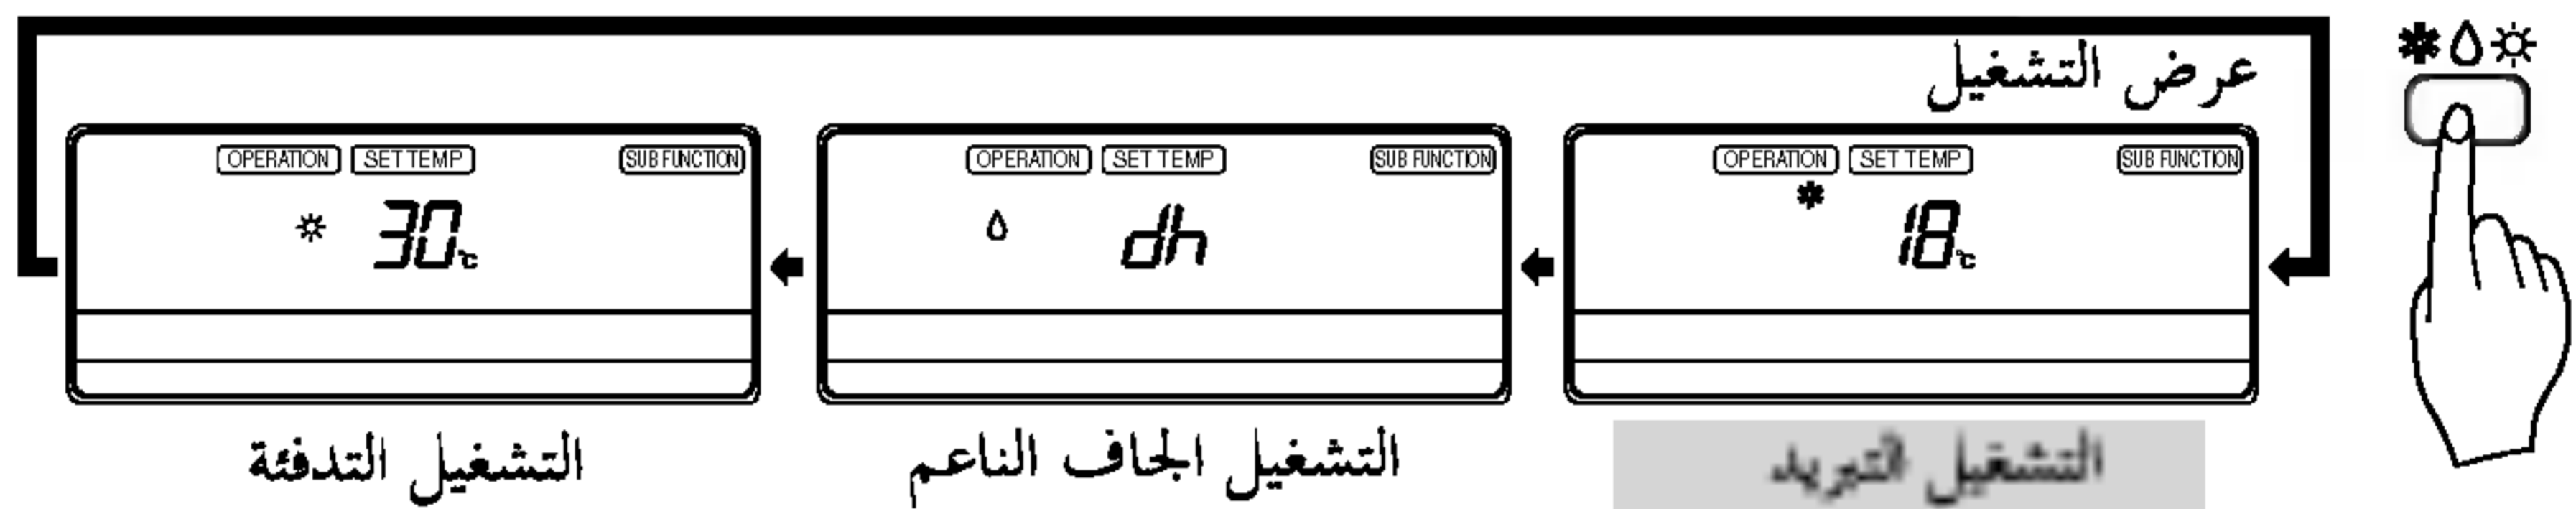 عرض التشغيل
OPERATION SET TEMP SUB FUNCTION
18°C
OPERATION SET TEMP SUB FUNCTION
dh
OPERATION SET TEMP SUB FUNCTION
30°C
التشغيل التبريد
التشغيل الجاف الناعم
التشغيل التدفئة